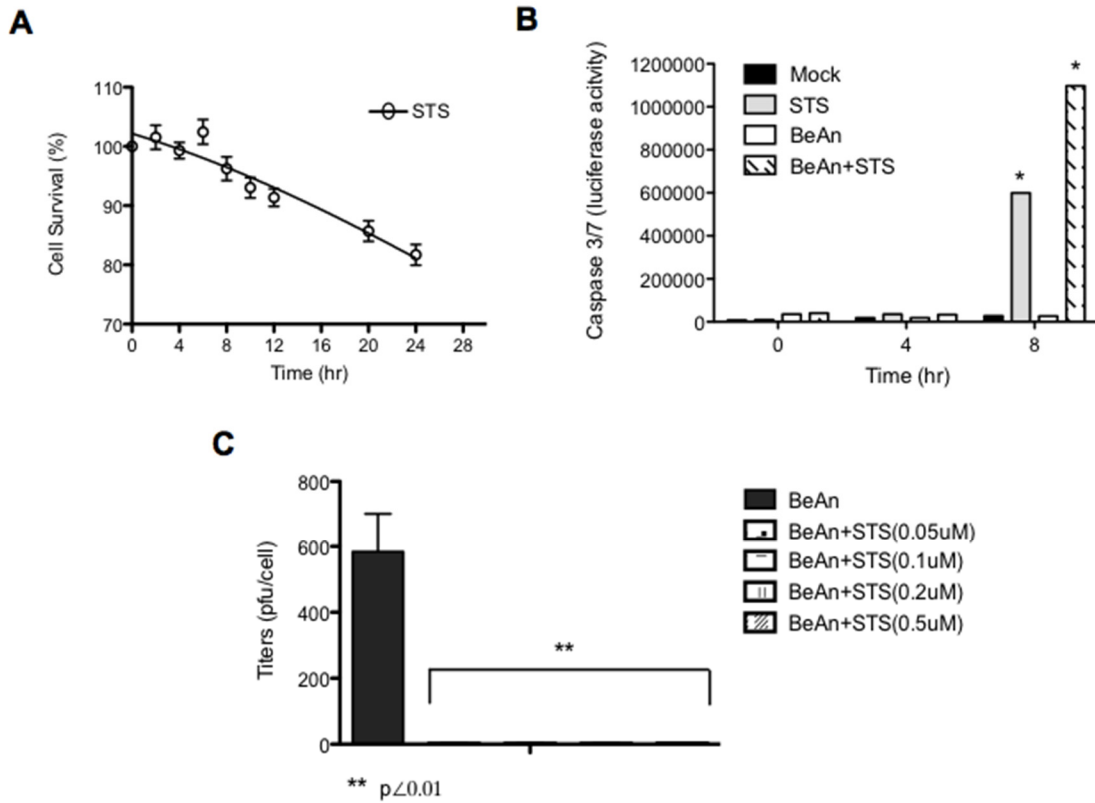 A
Cell Survival (%)
110
100
90
80
70
0 4 8 12 16 20 24 28
Time (hr)
STS
B
Caspase 3/7 (luciferase acitvity)
1200000
1000000
800000
600000
400000
200000
0
Mock
STS
BeAn
BeAn+STS
*
*
0 4 8
Time (hr)
C
Titers (pfu/cell)
800
600
400
200
0
**
BeAn
BeAn+STS(0.05uM)
BeAn+STS(0.1uM)
BeAn+STS(0.2uM)
BeAn+STS(0.5uM)
** p∠0.01